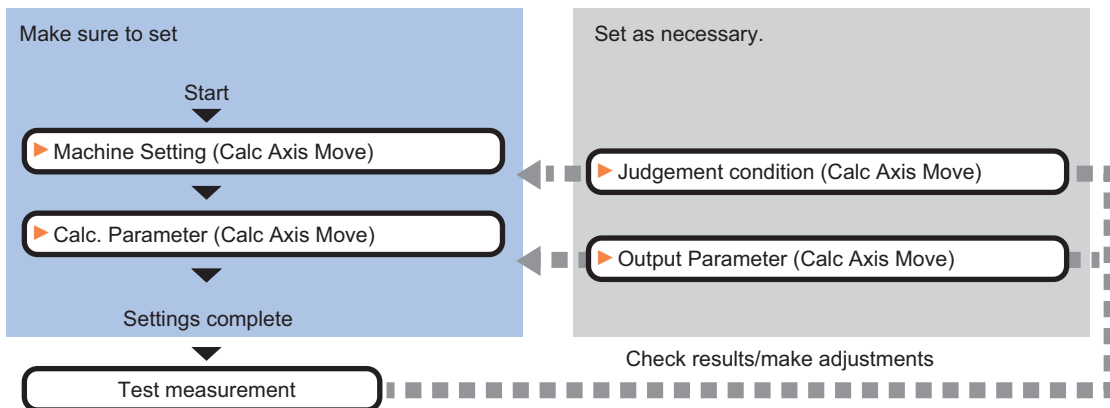 Make sure to set
Start
Machine Setting (Calc Axis Move)
Calc. Parameter (Calc Axis Move)
Settings complete
Test measurement
Set as necessary.
Judgement condition (Calc Axis Move)
Output Parameter (Calc Axis Move)
Check results/make adjustments